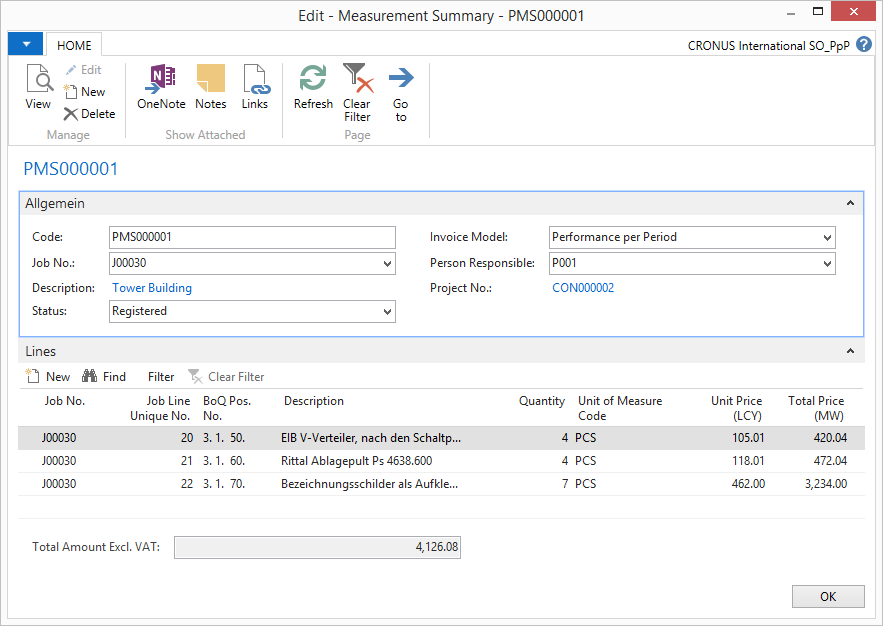 Edit - Measurement Summary - PMS000001
HOME
CRONUS International SO_PpP
?
View
Edit
New
Delete
Manage
OneNote
Notes
Links
Show Attached
Refresh
Clear Filter
Go to
Page
PMS000001
Allgemein
Code: PMS000001
Invoice Model: Performance per Period
Job No.: J00030
Person Responsible: P001
Description: Tower Building
Project No.: CON000002
Status: Registered
Lines
New Find Filter Clear Filter
Job No. Job Line Unique No. BoQ Pos. No. Description Quantity Unit of Measure Code Unit Price (LCY) Total Price (MW)
J00030 20 3. 1. 50. EIB V-Verteiler, nach den Schaltp... 4 PCS 105.01 420.04
J00030 21 3. 1. 60. Rittal Ablagepult Ps 4638.600 4 PCS 118.01 472.04
J00030 22 3. 1. 70. Bezeichnungsschilder als Aufkle... 7 PCS 462.00 3,234.00
Total Amount Excl. VAT: 4,126.08
OK